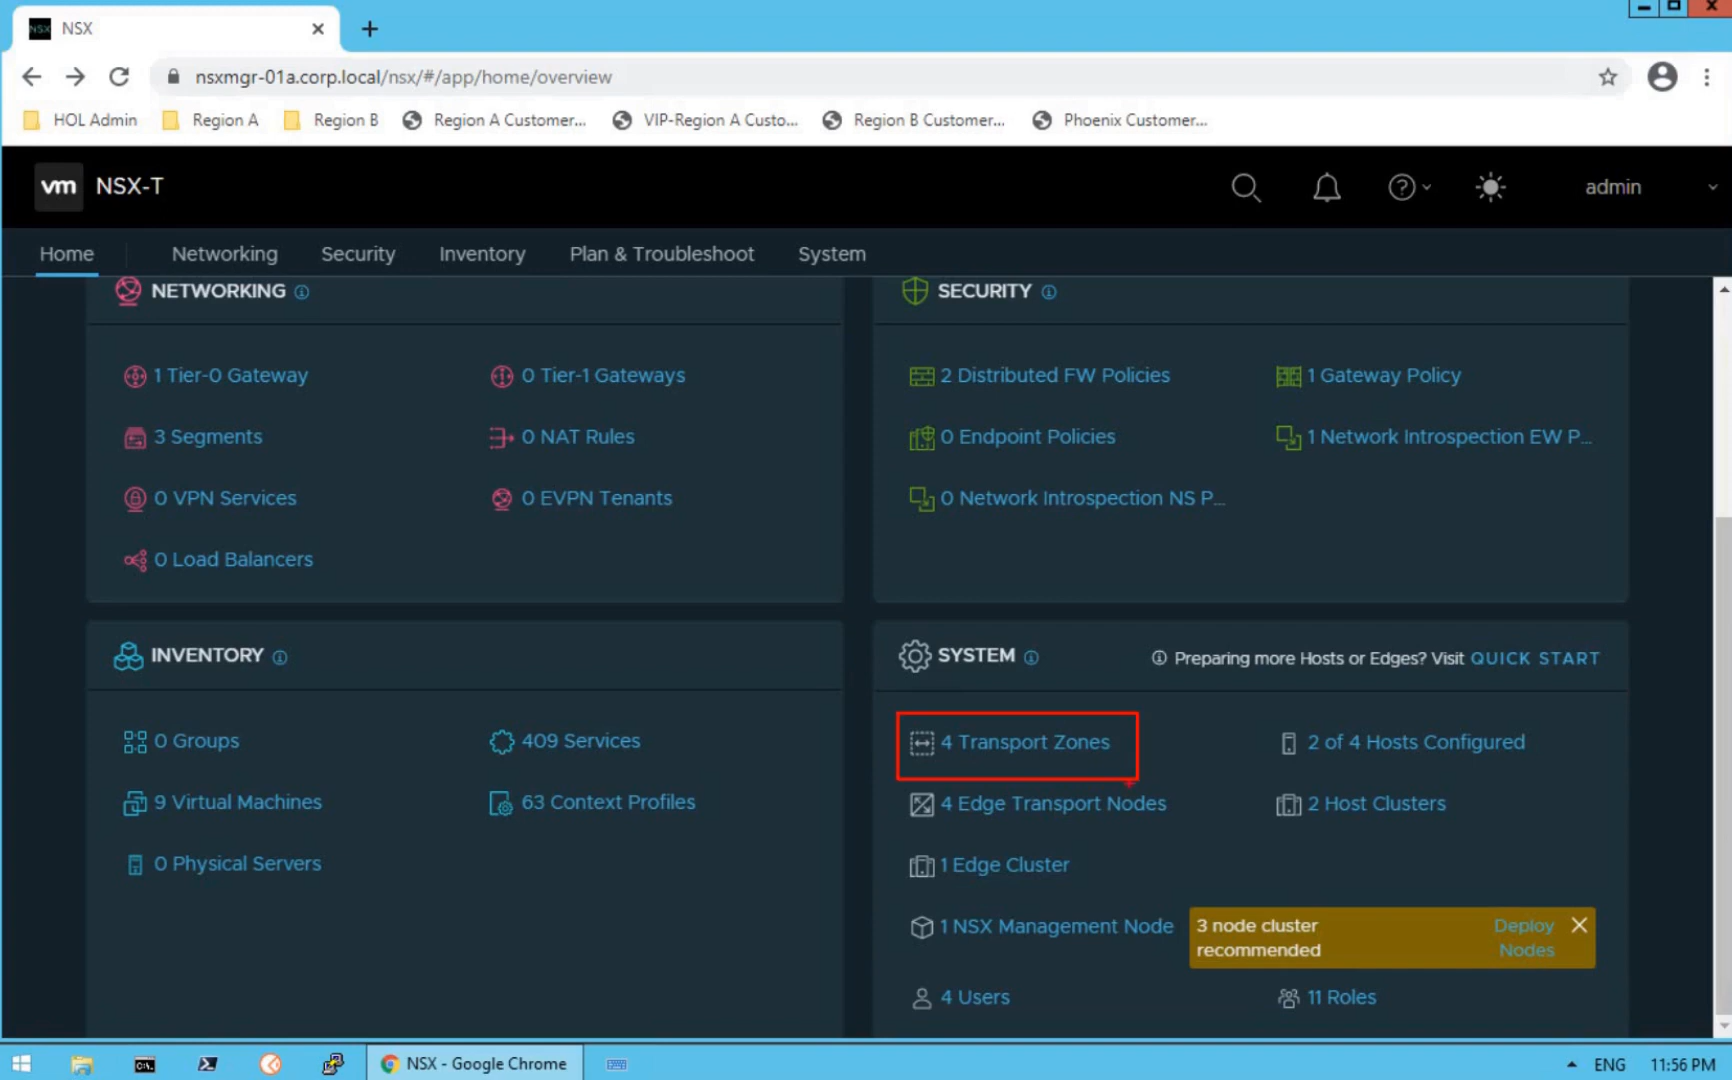 NSX
nsxmgr-01a.corp.local/nsx/#/app/home/overview
HOL Admin Region A Region B Region A Customer... VIP-Region A Custo... Region B Customer... Phoenix Customer...
vm NSX-T admin
Home Networking Security Inventory Plan & Troubleshoot System
NETWORKING
1 Tier-0 Gateway 0 Tier-1 Gateways
3 Segments 0 NAT Rules
0 VPN Services 0 EVPN Tenants
0 Load Balancers
SECURITY
2 Distributed FW Policies 1 Gateway Policy
0 Endpoint Policies 1 Network Introspection EW P...
0 Network Introspection NS P...
INVENTORY
0 Groups 409 Services
9 Virtual Machines 63 Context Profiles
0 Physical Servers
SYSTEM Preparing more Hosts or Edges? Visit QUICK START
4 Transport Zones 2 of 4 Hosts Configured
4 Edge Transport Nodes 2 Host Clusters
1 Edge Cluster
1 NSX Management Node
3 node cluster Deploy
recommended Nodes
4 Users 11 Roles
NSX - Google Chrome ENG 11:56 PM